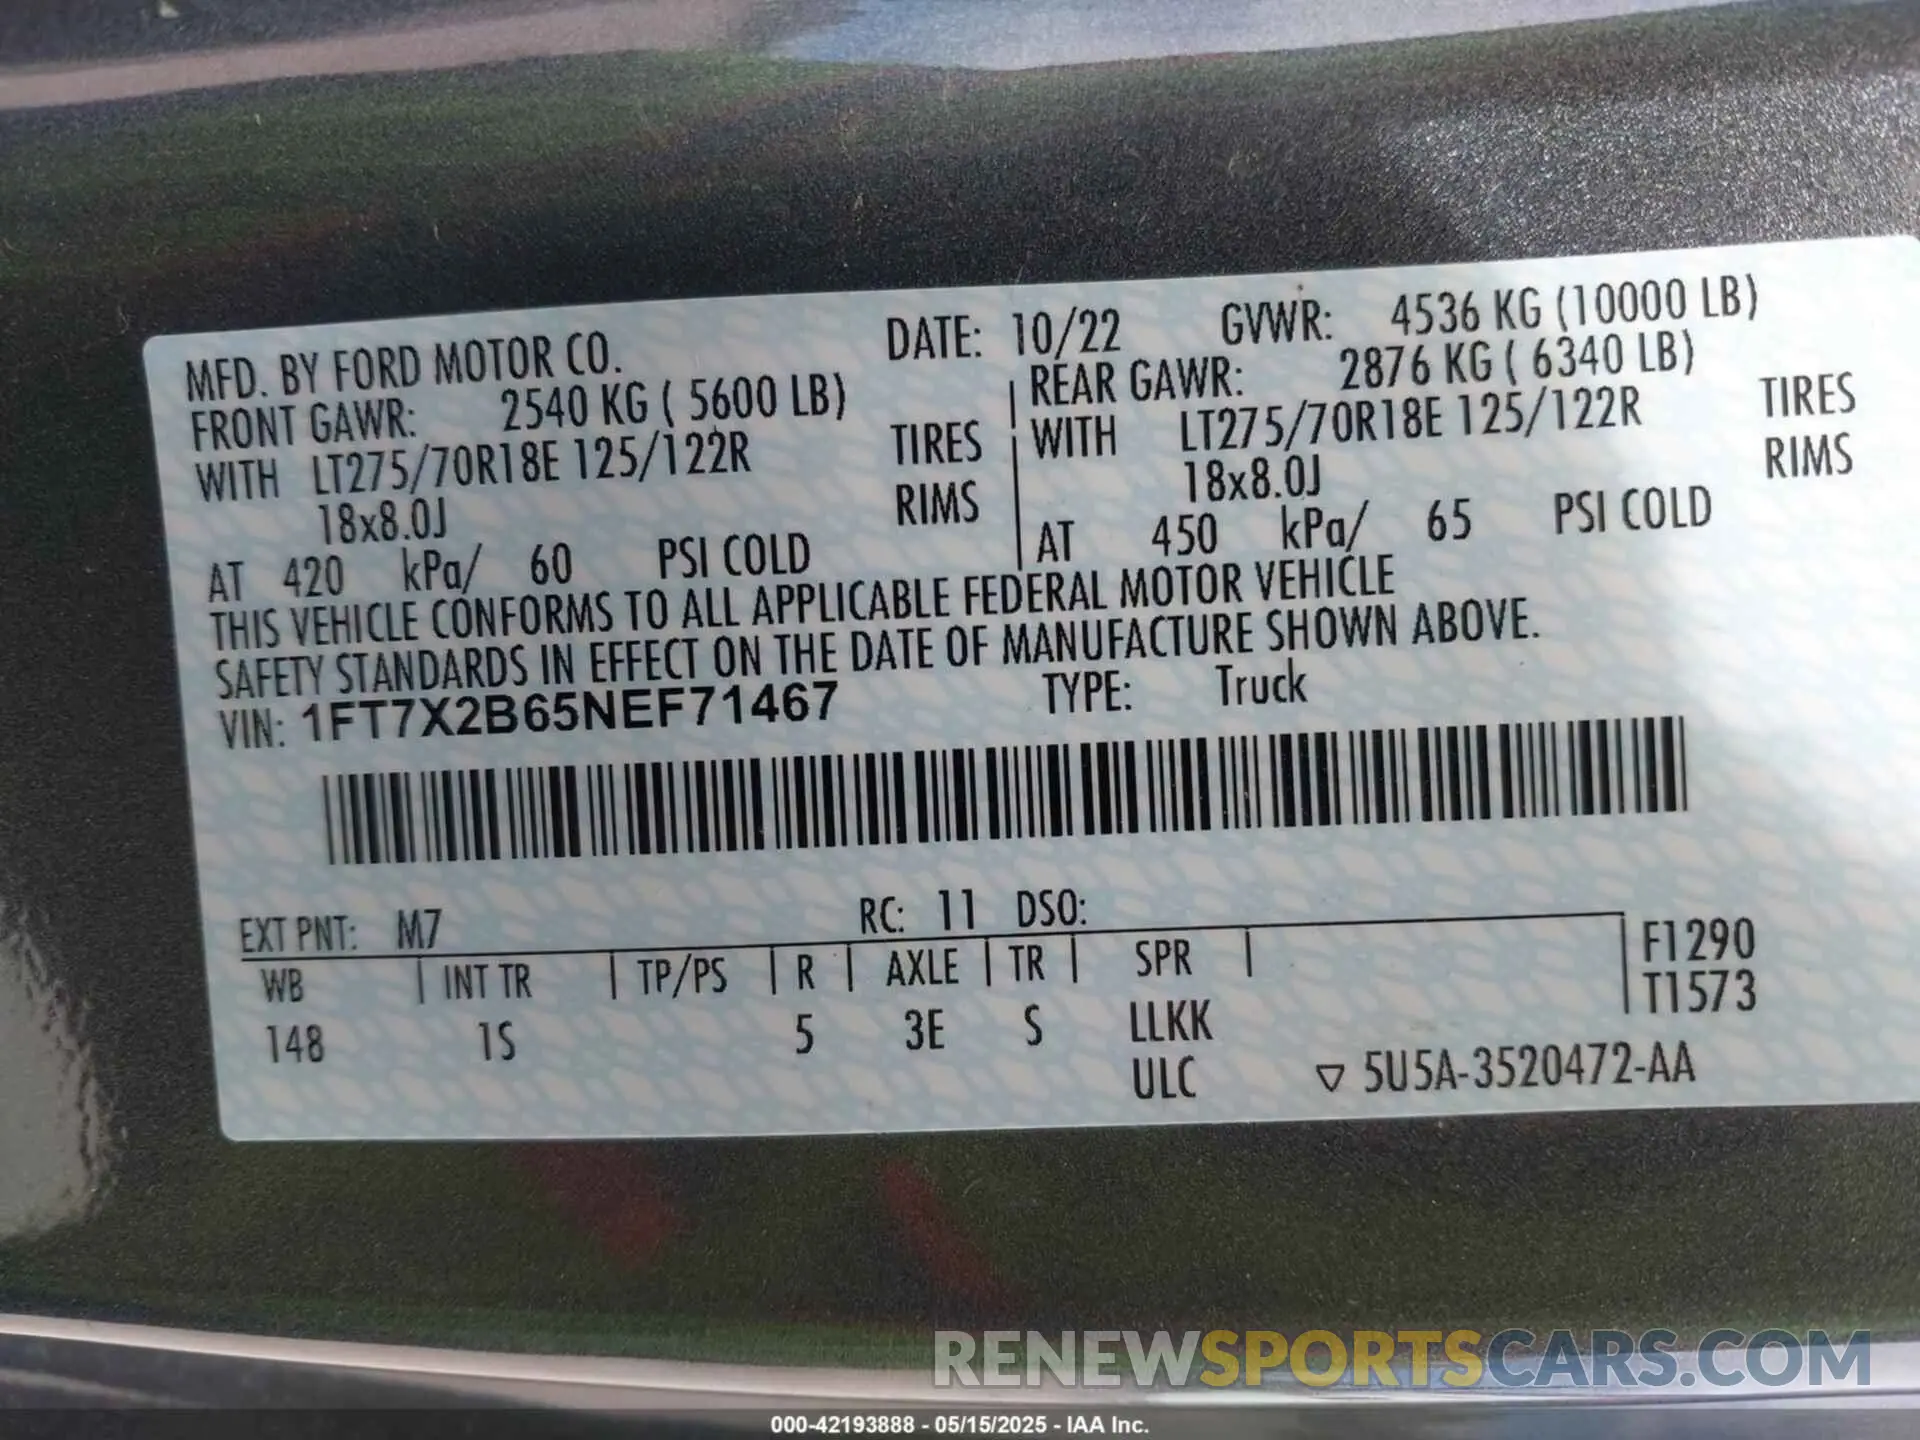 MFD. BY FORD MOTOR CO. DATE: 10/22 GVWR: 4536 KG (10000 LB)
FRONT GAWR: 2540 KG ( 5600 LB) REAR GAWR: 2876 KG ( 6340 LB)
WITH LT275/70R18E 125/122R TIRES WITH LT275/70R18E 125/122R TIRES
18x8.0J RIMS 18x8.0J RIMS
AT 420 kPa/ 60 PSI COLD AT 450 kPa/ 65 PSI COLD
THIS VEHICLE CONFORMS TO ALL APPLICABLE FEDERAL MOTOR VEHICLE
SAFETY STANDARDS IN EFFECT ON THE DATE OF MANUFACTURE SHOWN ABOVE.
VIN: 1FT7X2B65NEF71467 TYPE: Truck
EXT PNT: M7 RC: 11 DSO:
WB INT TR TP/PS R AXLE TR SPR F1290
T1573
148 1S 5 3E S LLKK
ULC ▽ 5U5A-3520472-AA
RENEWSPORTSCARS.COM
000-42193888 - 05/15/2025 - IAA Inc.